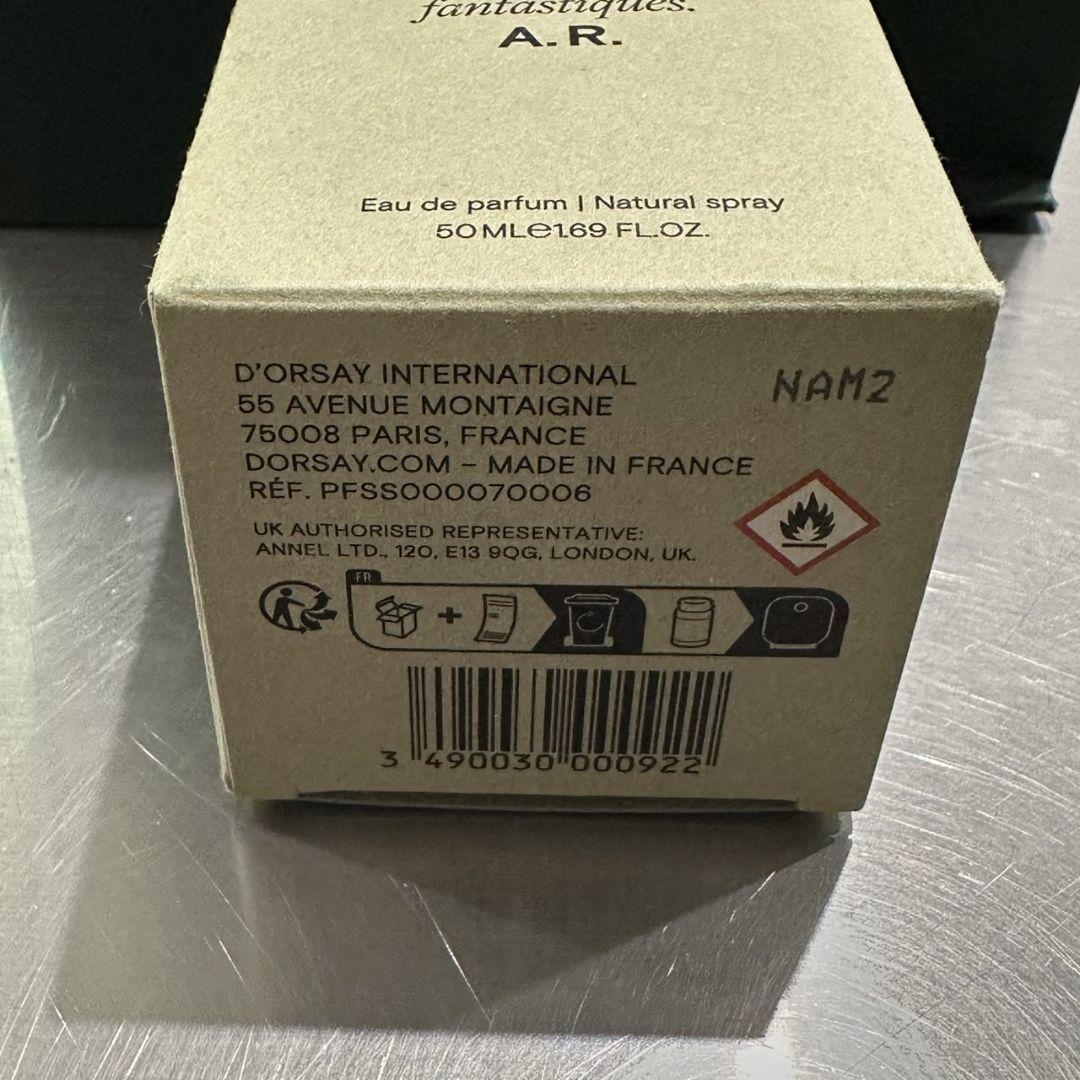 fantastiques.
A.R.
Eau de parfum | Natural spray
50 MLe1.69 FL.OZ.
D'ORSAY INTERNATIONAL
55 AVENUE MONTAIGNE
75008 PARIS, FRANCE
DORSAY.COM – MADE IN FRANCE
RÉF. PFSS000070006
NAM2
UK AUTHORISED REPRESENTATIVE:
ANNEL LTD., 120, E13 9QG, LONDON, UK.
FR
3 490030 000922